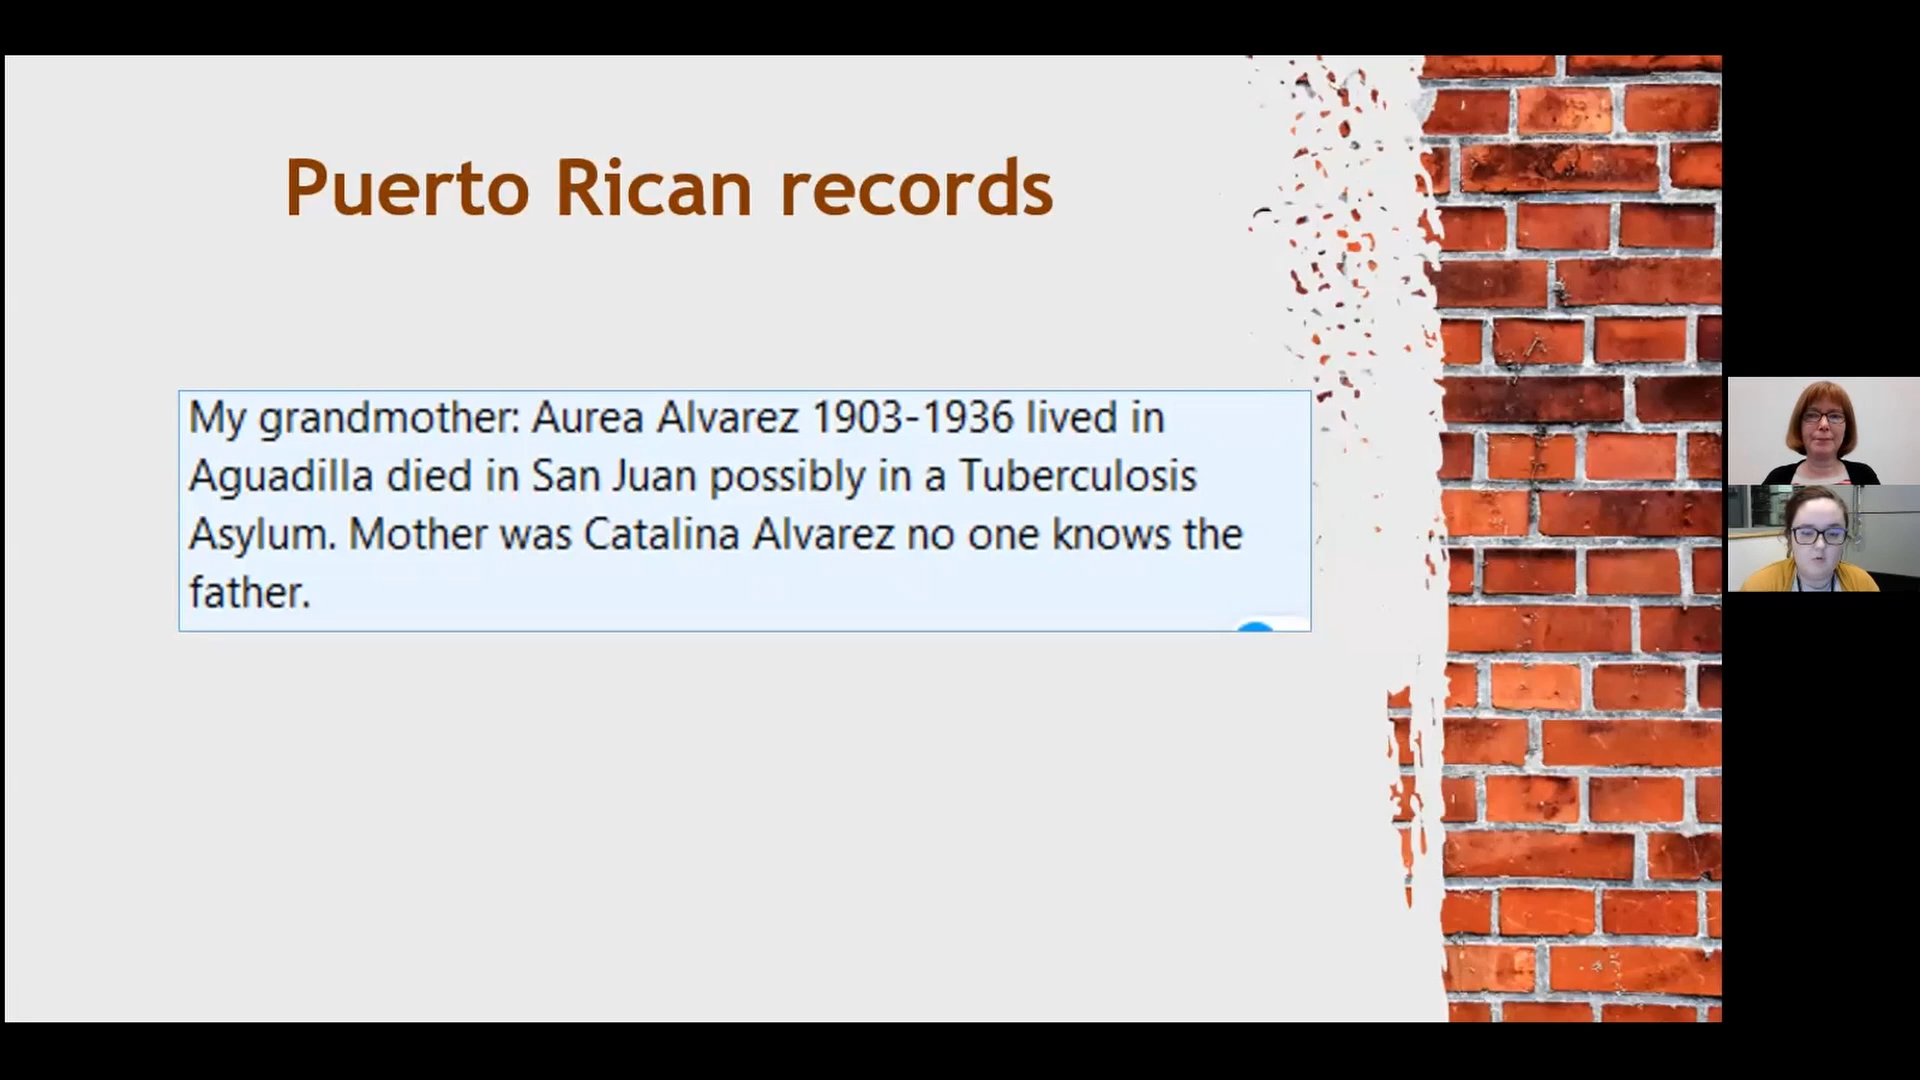 Puerto Rican records
My grandmother: Aurea Alvarez 1903-1936 lived in
Aguadilla died in San Juan possibly in a Tuberculosis
Asylum. Mother was Catalina Alvarez no one knows the
father.